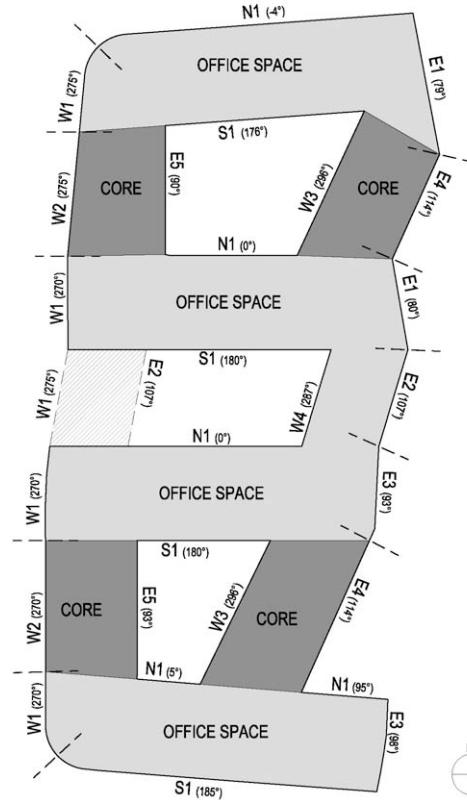 N1 (-4°)
OFFICE SPACE
W1 (275°)
E1 (79°)
S1 (176°)
W2 (275°)
CORE
E5 (90°)
W3 (296°)
CORE
E4 (114°)
N1 (0°)
W1 (270°)
OFFICE SPACE
E1 (80°)
S1 (180°)
W1 (275°)
E2 (107°)
W4 (287°)
E2 (107°)
N1 (0°)
W1 (270°)
OFFICE SPACE
E3 (93°)
S1 (180°)
W2 (270°)
CORE
E5 (93°)
W3 (296°)
CORE
E4 (114°)
N1 (5°)
N1 (95°)
W1 (270°)
OFFICE SPACE
E3 (98°)
S1 (185°)